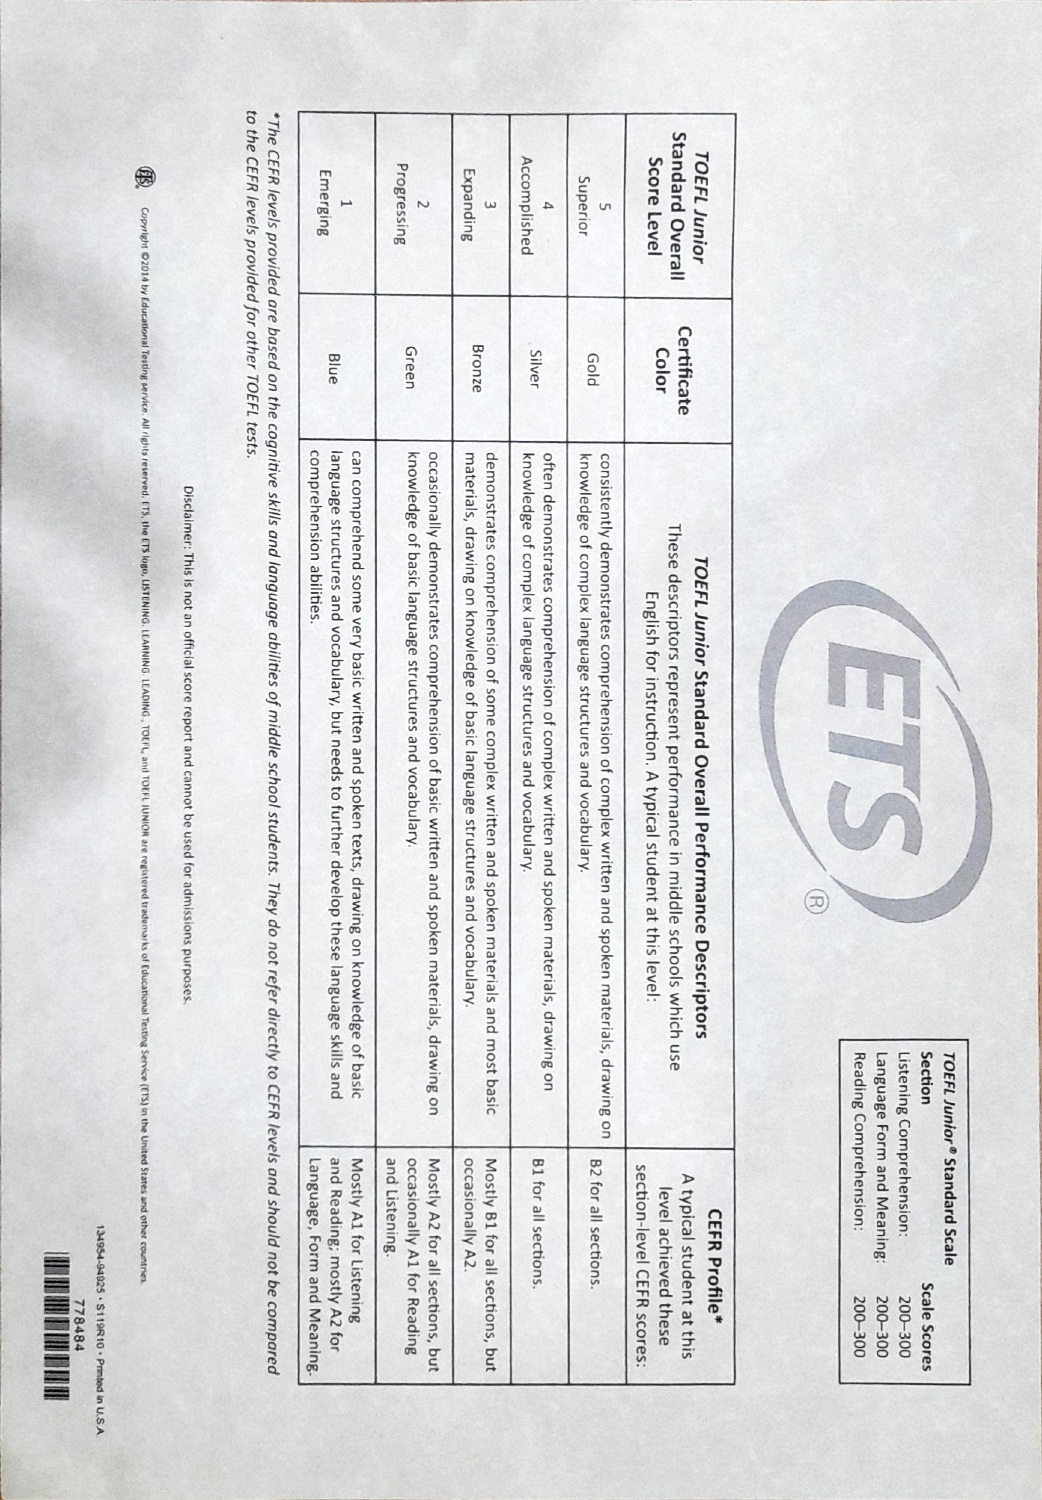 ETS
®
TOEFL Junior® Standard Scale
Section Scale Scores
Listening Comprehension: 200–300
Language Form and Meaning: 200–300
Reading Comprehension: 200–300
TOEFL Junior
Standard Overall
Score Level
Certificate
Color
TOEFL Junior Standard Overall Performance Descriptors
These descriptors represent performance in middle schools which use
English for instruction. A typical student at this level:
CEFR Profile*
A typical student at this
level achieved these
section-level CEFR scores:
5
Superior
Gold
consistently demonstrates comprehension of complex written and spoken materials, drawing on
knowledge of complex language structures and vocabulary.
B2 for all sections.
4
Accomplished
Silver
often demonstrates comprehension of complex written and spoken materials, drawing on
knowledge of complex language structures and vocabulary.
B1 for all sections.
3
Expanding
Bronze
demonstrates comprehension of some complex written and spoken materials and most basic
materials, drawing on knowledge of basic language structures and vocabulary.
Mostly B1 for all sections, but
occasionally A2.
2
Progressing
Green
occasionally demonstrates comprehension of basic written and spoken materials, drawing on
knowledge of basic language structures and vocabulary.
Mostly A2 for all sections, but
occasionally A1 for Reading
and Listening.
1
Emerging
Blue
can comprehend some very basic written and spoken texts, drawing on knowledge of basic
language structures and vocabulary, but needs to further develop these language skills and
comprehension abilities.
Mostly A1 for Listening
and Reading; mostly A2 for
Language, Form and Meaning.
*The CEFR levels provided are based on the cognitive skills and language abilities of middle school students. They do not refer directly to CEFR levels and should not be compared
to the CEFR levels provided for other TOEFL tests.
Disclaimer: This is not an official score report and cannot be used for admissions purposes.
ETS Copyright ©2014 by Educational Testing service. All rights reserved. ETS, the ETS logo, LISTENING. LEARNING. LEADING., TOEFL, and TOEFL JUNIOR are registered trademarks of Educational Testing Service (ETS) in the United States and other countries.
134954-94925 • S119R10 • Printed in U.S.A.
778484